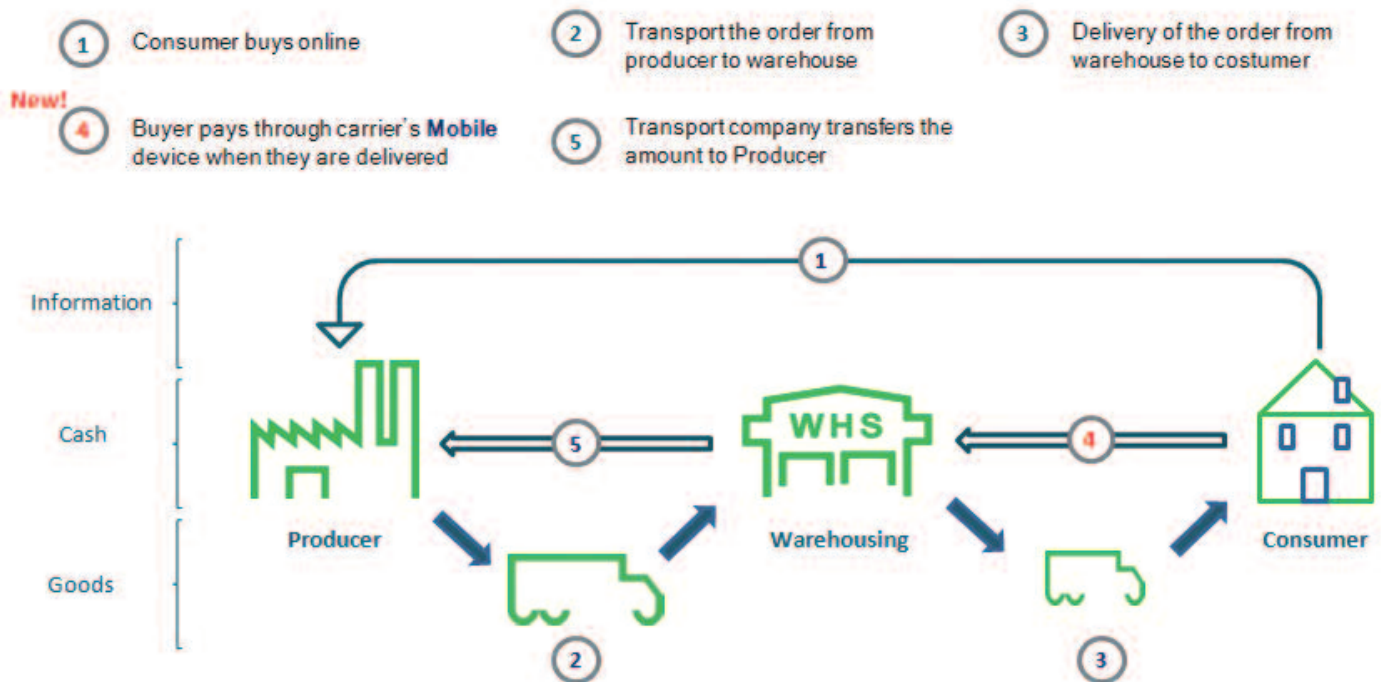 1 Consumer buys online
2 Transport the order from
producer to warehouse
3 Delivery of the order from
warehouse to costumer
New!
4 Buyer pays through carrier's Mobile
device when they are delivered
5 Transport company transfers the
amount to Producer
Information
1
Cash
5
WHS
4
Producer
Warehousing
Consumer
Goods
2
3